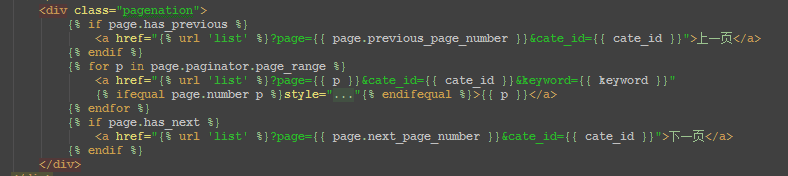 <div class="pagenation">
{% if page.has_previous %}
<a href="{% url 'list' %}?page={{ page.previous_page_number }}&cate_id={{ cate_id }}">上一页</a>
{% endif %}
{% for p in page.paginator.page_range %}
<a href="{% url 'list' %}?page={{ p }}&cate_id={{ cate_id }}&keyword={{ keyword }}"
{% ifequal page.number p %}style="..."{% endifequal %}>{{ p }}</a>
{% endfor %}
{% if page.has_next %}
<a href="{% url 'list' %}?page={{ page.next_page_number }}&cate_id={{ cate_id }}">下一页</a>
{% endif %}
</div>